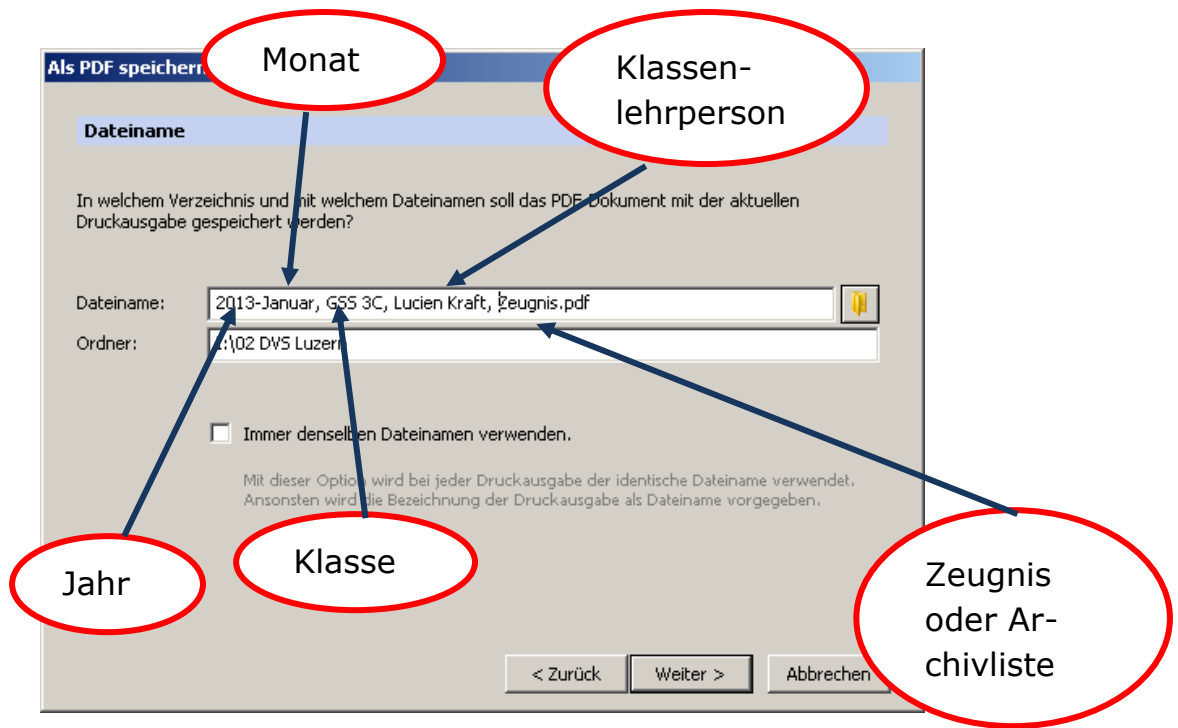 Als PDF speichern
Monat
Klassen-
lehrperson
Dateiname
In welchem Verzeichnis und mit welchem Dateinamen soll das PDF-Dokument mit der aktuellen
Druckausgabe gespeichert werden?
Dateiname: 2013-Januar, GSS 3C, Lucien Kraft, Zeugnis.pdf
Ordner: :\02 DVS Luzern
Immer denselben Dateinamen verwenden.
Mit dieser Option wird bei jeder Druckausgabe der identische Dateiname verwendet.
Ansonsten wird die Bezeichnung der Druckausgabe als Dateiname vorgegeben.
Jahr
Klasse
Zeugnis
oder Ar-
chivliste
< Zurück Weiter > Abbrechen